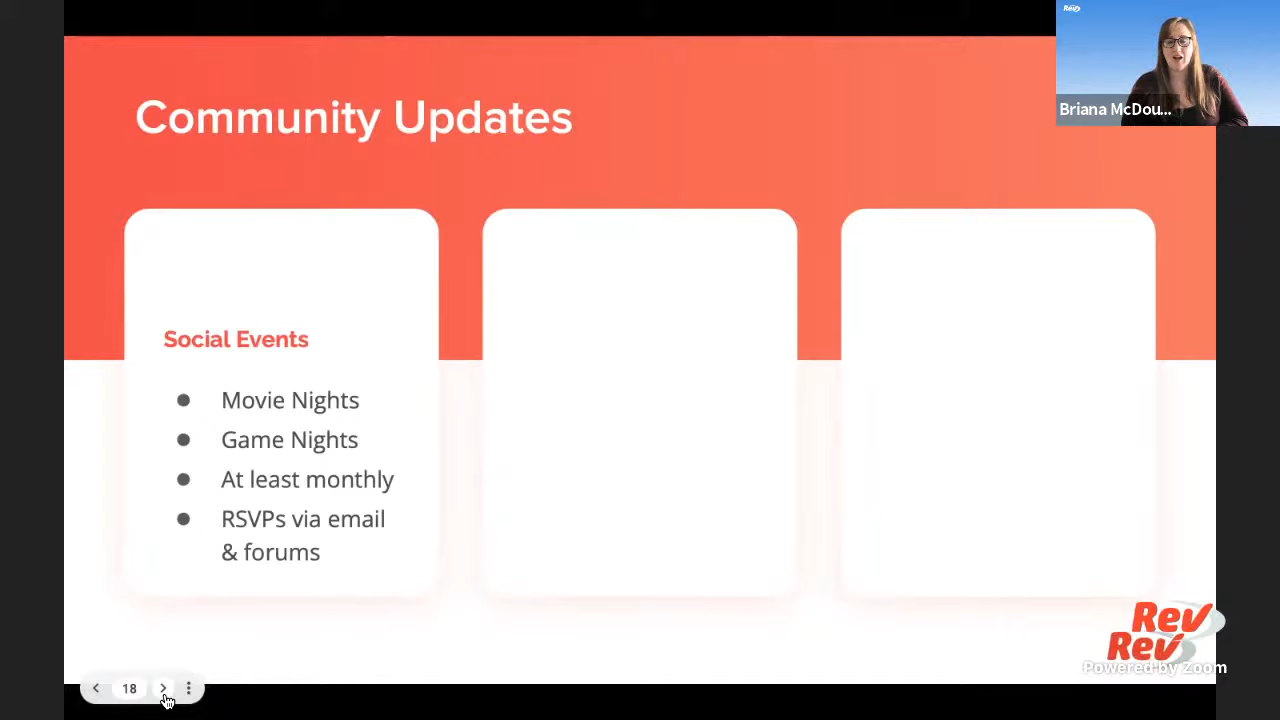 Rev
Briana McDou...
Community Updates
Social Events
Movie Nights
Game Nights
At least monthly
RSVPs via email
& forums
Rev
Rev
Powered by Zoom
18